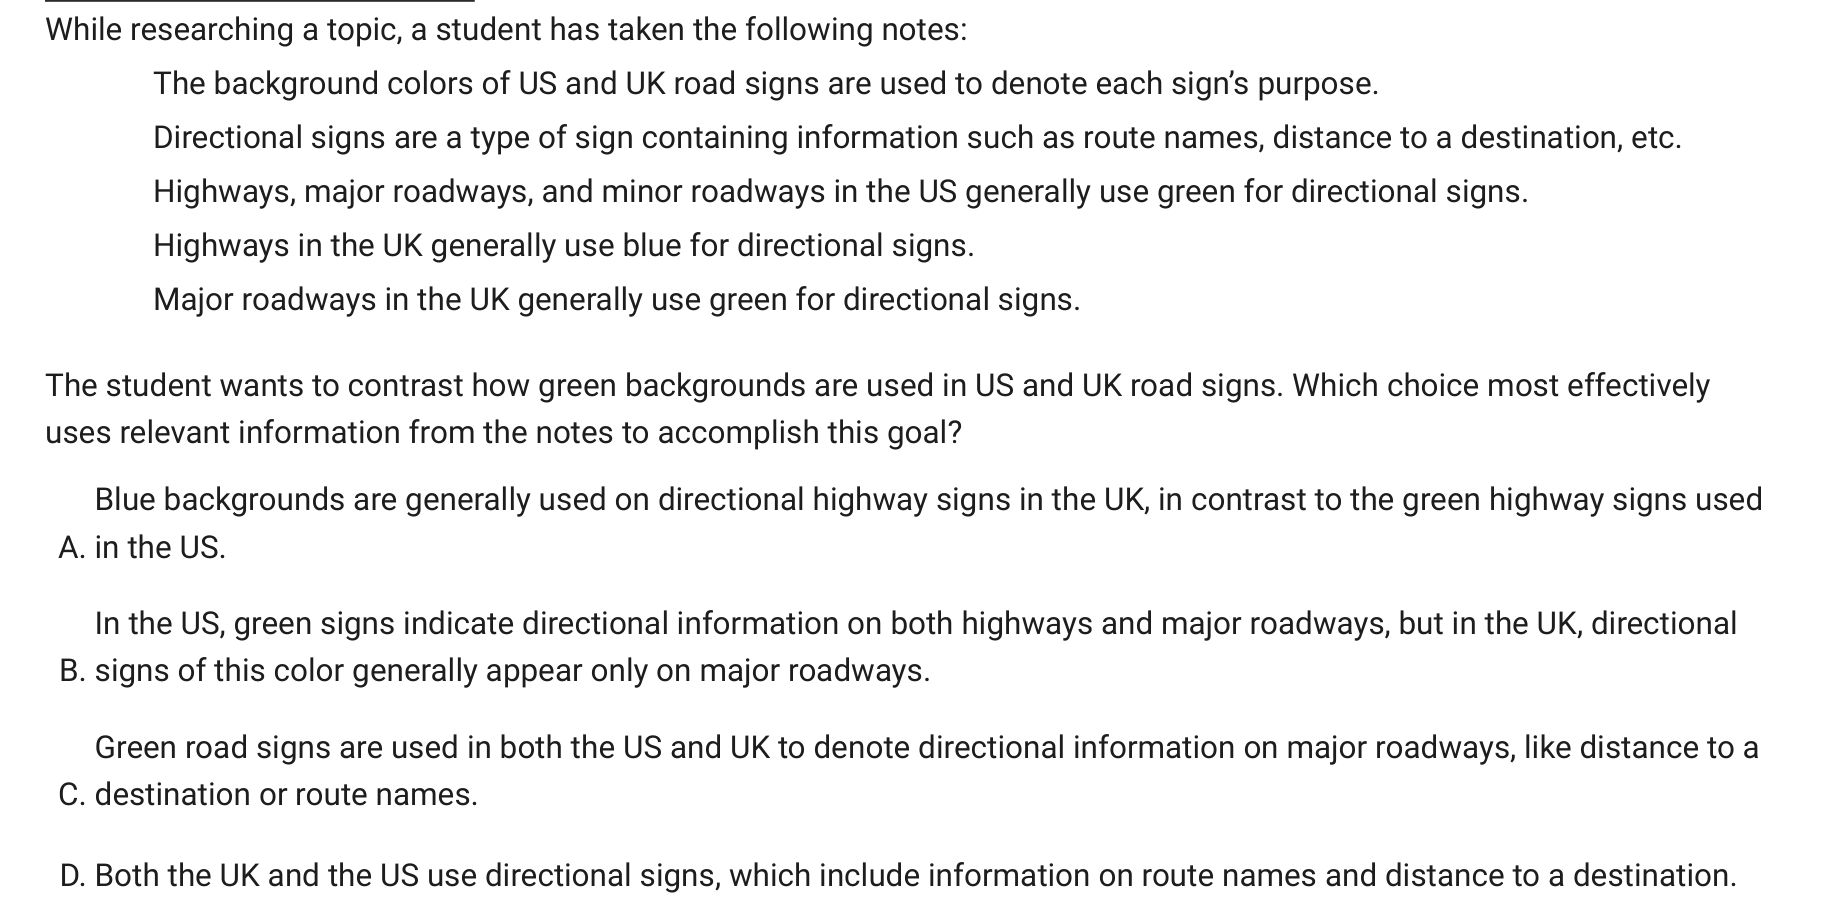 While researching a topic, a student has taken the following notes:
The background colors of US and UK road signs are used to denote each sign's purpose.
Directional signs are a type of sign containing information such as route names, distance to a destination, etc.
Highways, major roadways, and minor roadways in the US generally use green for directional signs.
Highways in the UK generally use blue for directional signs.
Major roadways in the UK generally use green for directional signs.
The student wants to contrast how green backgrounds are used in US and UK road signs. Which choice most effectively
uses relevant information from the notes to accomplish this goal?
Blue backgrounds are generally used on directional highway signs in the UK, in contrast to the green highway signs used
A. in the US.
In the US, green signs indicate directional information on both highways and major roadways, but in the UK, directional
B. signs of this color generally appear only on major roadways.
Green road signs are used in both the US and UK to denote directional information on major roadways, like distance to a
C. destination or route names.
D. Both the UK and the US use directional signs, which include information on route names and distance to a destination.